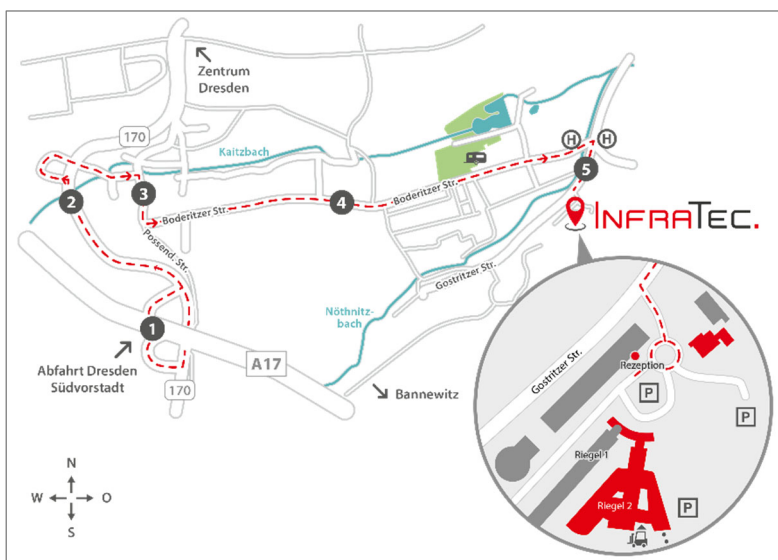 Zentrum
Dresden
170
Kaitzbach
H
H
5
3
2
Boderitzer Str.
4
Boderitzer Str.
INFRATEC.
Possend. Str.
Gostritzer Str.
Nöthnitz-
bach
1
Abfahrt Dresden
Südvorstadt
A17
170
Bannewitz
Gostritzer Str.
Rezeption
P
P
Riegel 1
Riegel 2
P
N
W
O
S